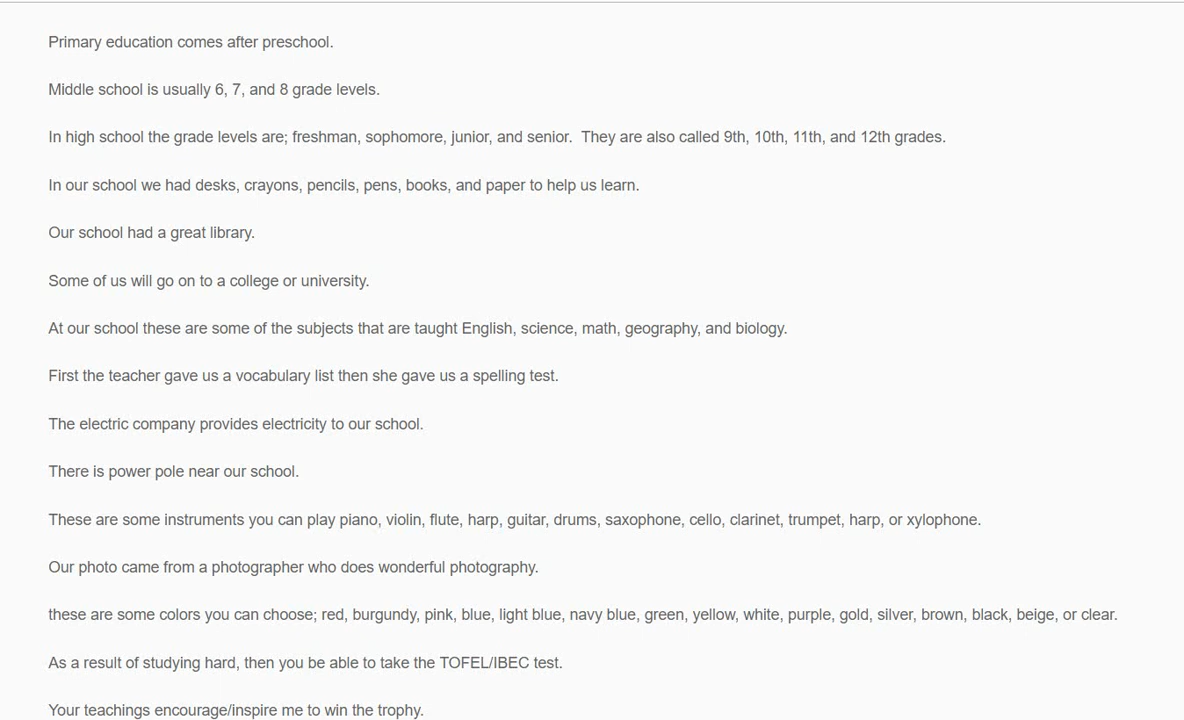 Primary education comes after preschool.
Middle school is usually 6, 7, and 8 grade levels.
In high school the grade levels are; freshman, sophomore, junior, and senior.  They are also called 9th, 10th, 11th, and 12th grades.
In our school we had desks, crayons, pencils, pens, books, and paper to help us learn.
Our school had a great library.
Some of us will go on to a college or university.
At our school these are some of the subjects that are taught English, science, math, geography, and biology.
First the teacher gave us a vocabulary list then she gave us a spelling test.
The electric company provides electricity to our school.
There is power pole near our school.
These are some instruments you can play piano, violin, flute, harp, guitar, drums, saxophone, cello, clarinet, trumpet, harp, or xylophone.
Our photo came from a photographer who does wonderful photography.
these are some colors you can choose; red, burgundy, pink, blue, light blue, navy blue, green, yellow, white, purple, gold, silver, brown, black, beige, or clear.
As a result of studying hard, then you be able to take the TOFEL/IBEC test.
Your teachings encourage/inspire me to win the trophy.